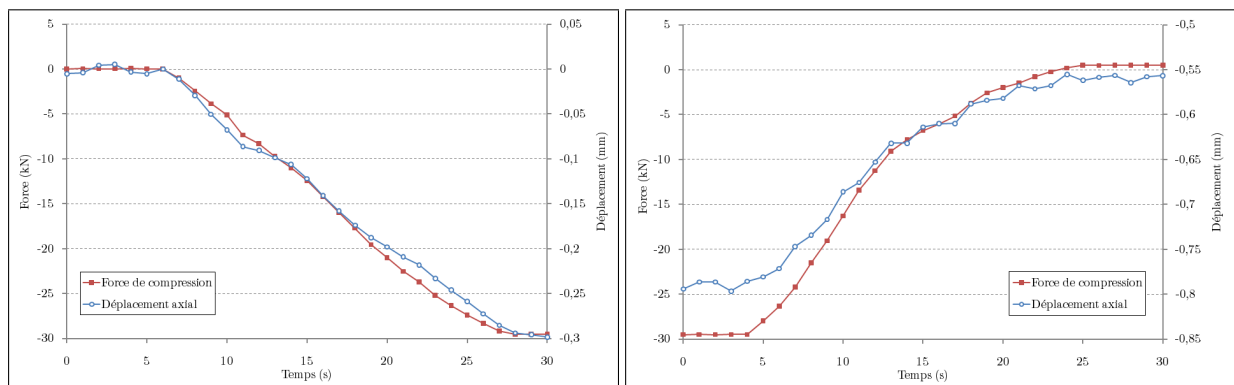 5
0
-5
-10
-15
-20
-25
-30
Force (kN)
0,05
0
-0,05
-0,1
-0,15
-0,2
-0,25
-0,3
Déplacement (mm)
Force de compression
Déplacement axial
0 5 10 15 20 25 30
Temps (s)
5
0
-5
-10
-15
-20
-25
-30
Force (kN)
-0,5
-0,55
-0,6
-0,65
-0,7
-0,75
-0,8
-0,85
Déplacement (mm)
Force de compression
Déplacement axial
0 5 10 15 20 25 30
Temps (s)